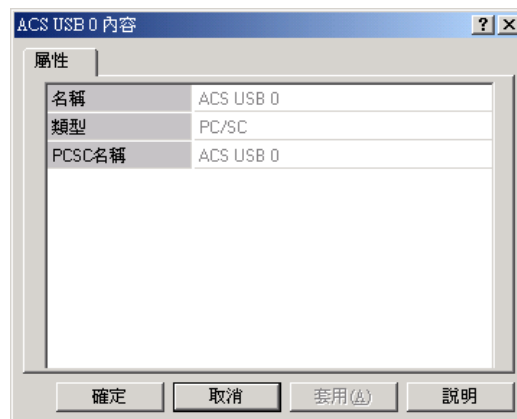 ACS USB 0 內容
屬性
名稱 ACS USB 0
類型 PC/SC
PCSC名稱 ACS USB 0
確定 取消 套用(A) 說明